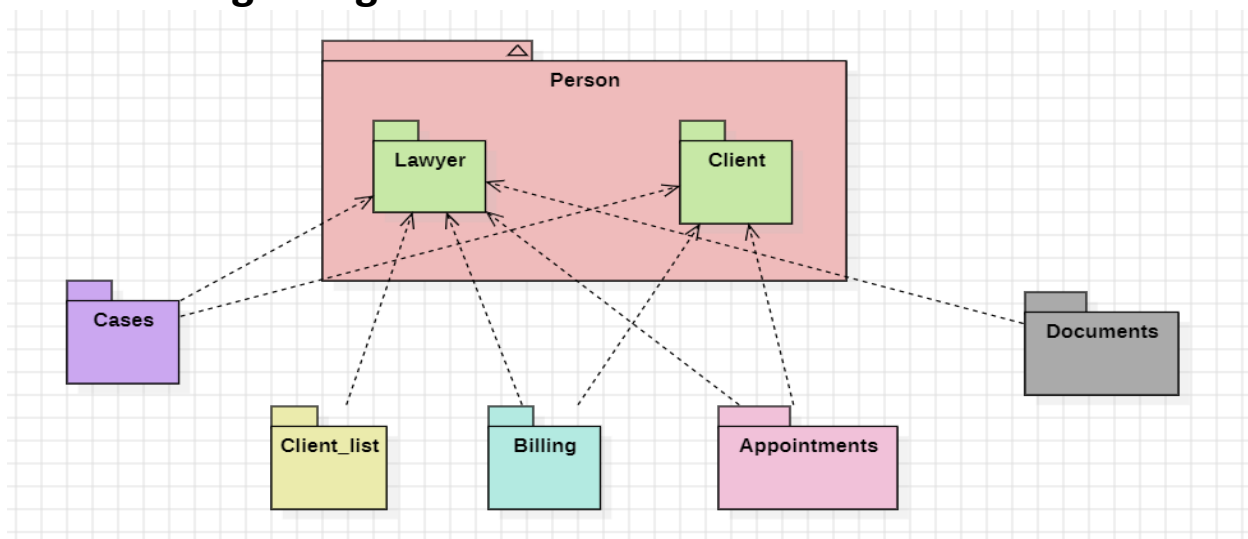 Person
Lawyer
Client
Cases
Documents
Client_list
Billing
Appointments